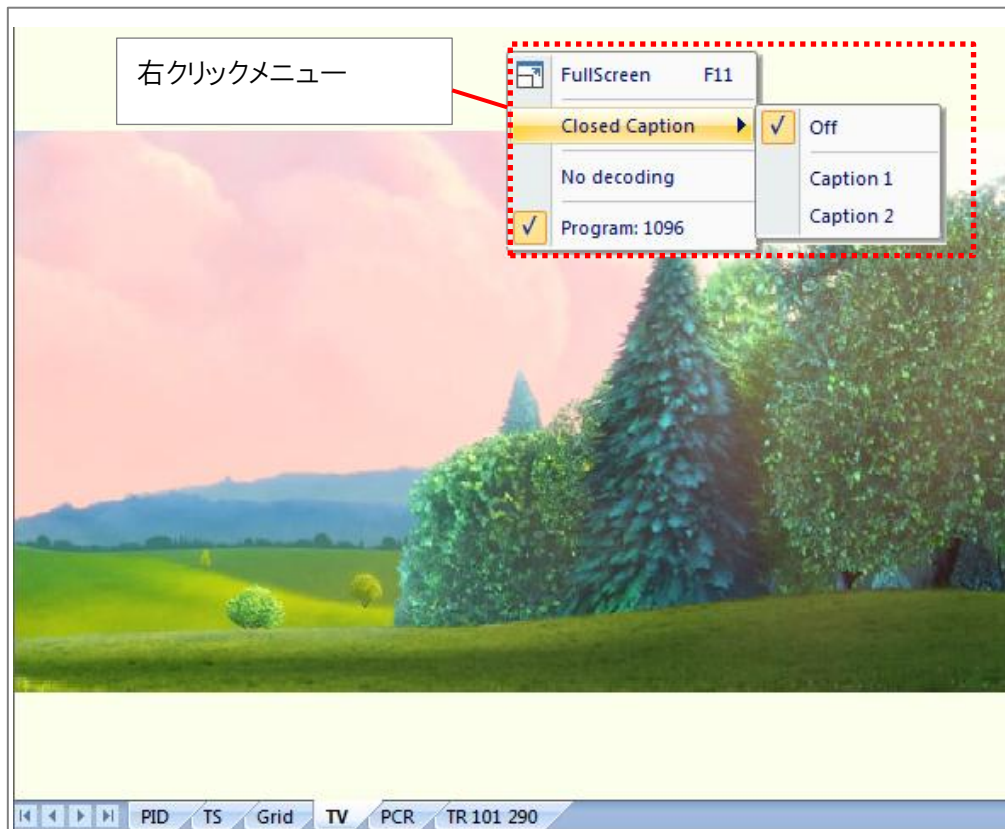 右クリックメニュー
FullScreen F11
Closed Caption
Off
Caption 1
Caption 2
No decoding
Program: 1096
PID TS Grid TV PCR TR 101 290